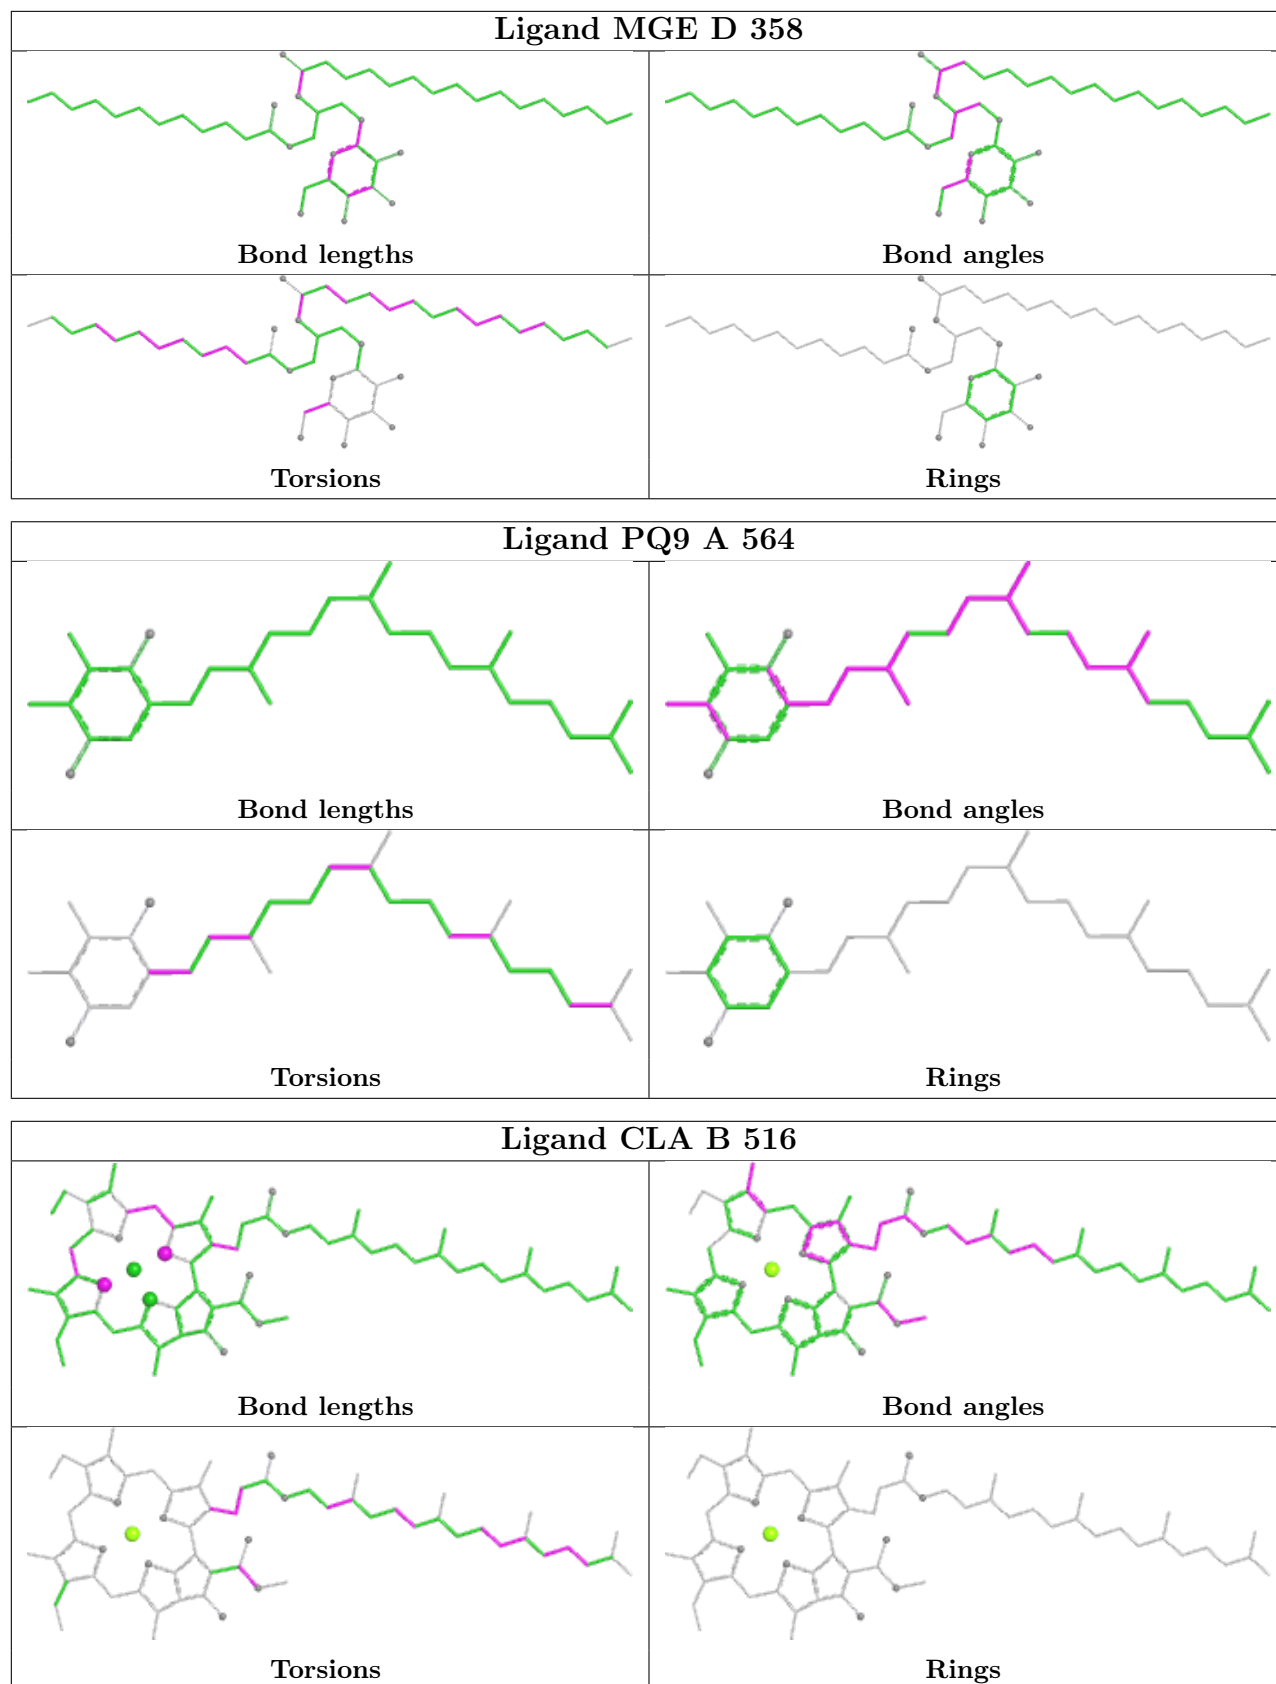 Ligand MGE D 358
Bond lengths
Bond angles
Torsions
Rings
Ligand PQ9 A 564
Bond lengths
Bond angles
Torsions
Rings
Ligand CLA B 516
Bond lengths
Bond angles
Torsions
Rings